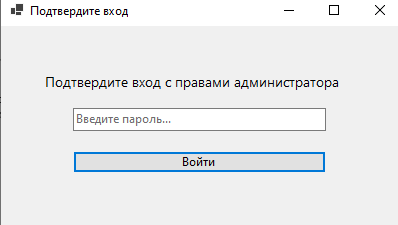 Подтвердите вход
Подтвердите вход с правами администратора
Введите пароль...
Войти